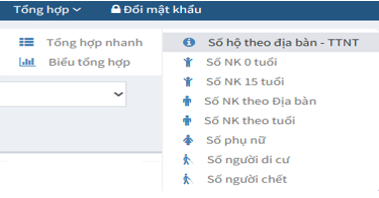 Tổng hợp Đổi mật khẩu
Tổng hợp nhanh
Biểu tổng hợp
Số hộ theo địa bàn - TTNT
Số NK 0 tuổi
Số NK 15 tuổi
Số NK theo Địa bàn
Số NK theo tuổi
Số phụ nữ
Số người di cư
Số người chết